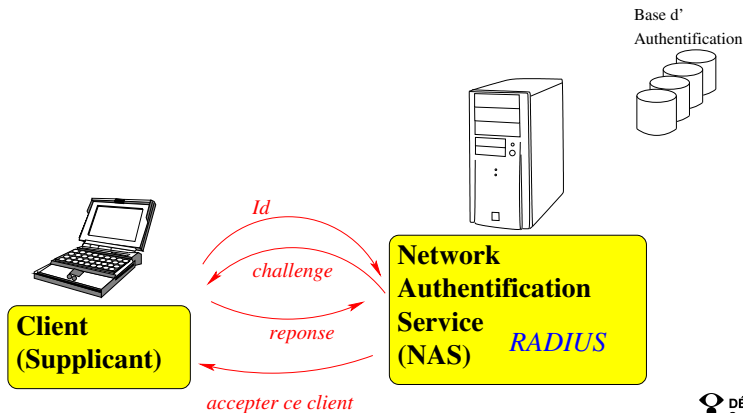 Base d'
Authentification
Id
challenge
reponse
accepter ce client
Client
(Supplicant)
Network
Authentification
Service
(NAS)
RADIUS